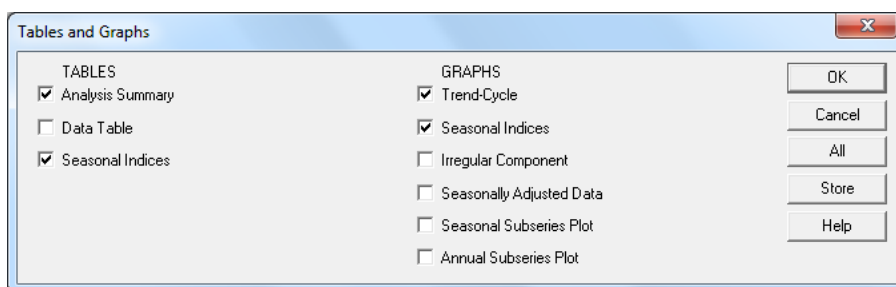 Tables and Graphs
TABLES
Analysis Summary
Data Table
Seasonal Indices
GRAPHS
Trend-Cycle
Seasonal Indices
Irregular Component
Seasonally Adjusted Data
Seasonal Subseries Plot
Annual Subseries Plot
OK
Cancel
All
Store
Help